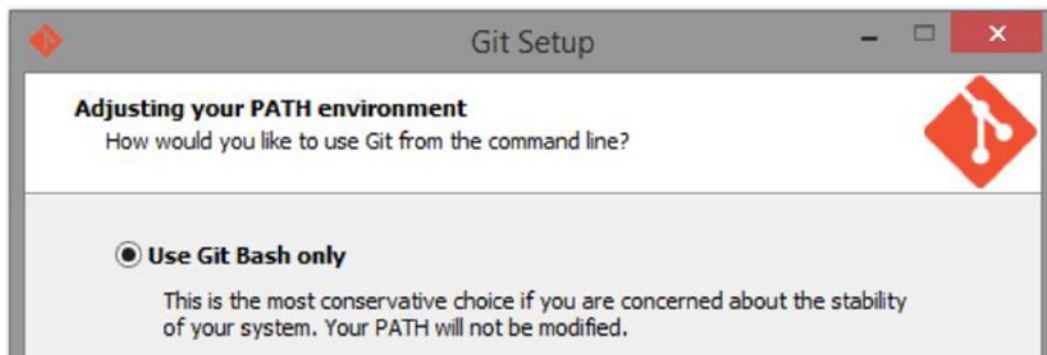 Git Setup
Adjusting your PATH environment
How would you like to use Git from the command line?
Use Git Bash only
This is the most conservative choice if you are concerned about the stability
of your system. Your PATH will not be modified.